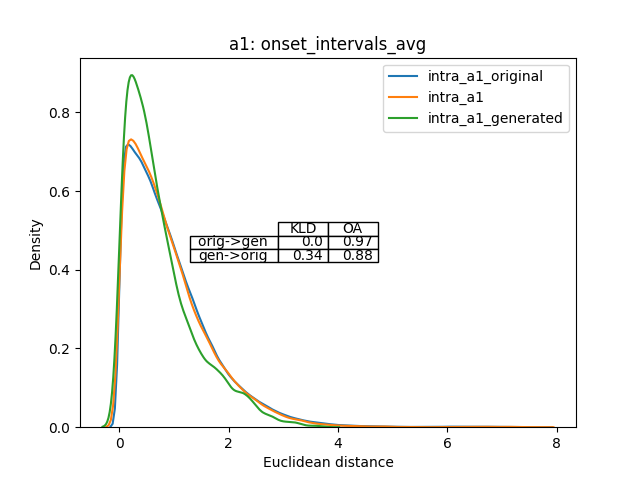 a1: onset_intervals_avg
intra_a1_original
intra_a1
intra_a1_generated
KLD OA
orig->gen 0.0 0.97
gen->orig 0.34 0.88
Density
0.8
0.6
0.4
0.2
0.0
0 2 4 6 8
Euclidean distance